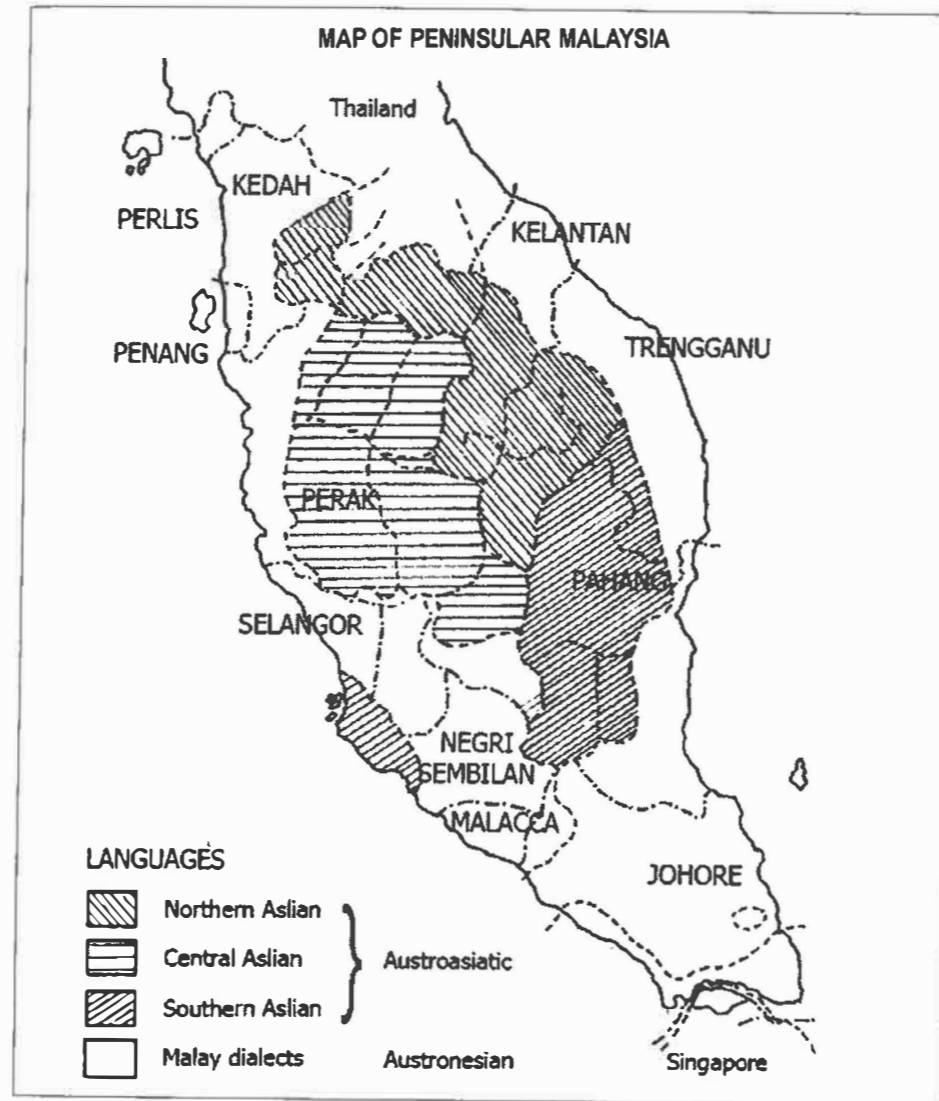 MAP OF PENINSULAR MALAYSIA
Thailand
KEDAH
PERLIS
KELANTAN
PENANG
TRENGGANU
PERAK
PAHANG
SELANGOR
NEGRI
SEMBILAN
MALACCA
JOHORE
LANGUAGES
Northern Aslian
Central Aslian
Austroasiatic
Southern Aslian
Malay dialects
Austronesian
Singapore